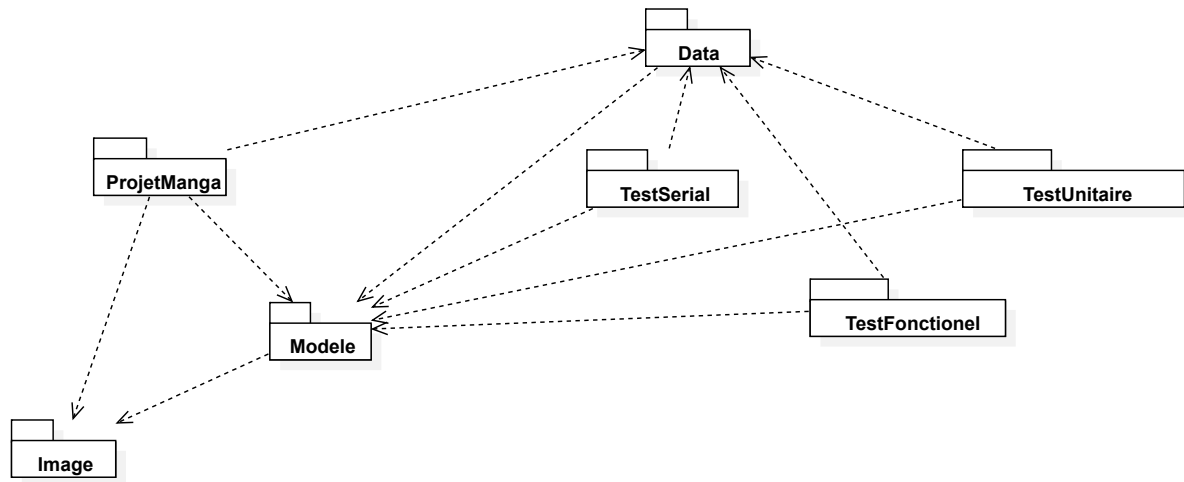 Data
ProjetManga
TestSerial
TestUnitaire
TestFonctionel
Modele
Image